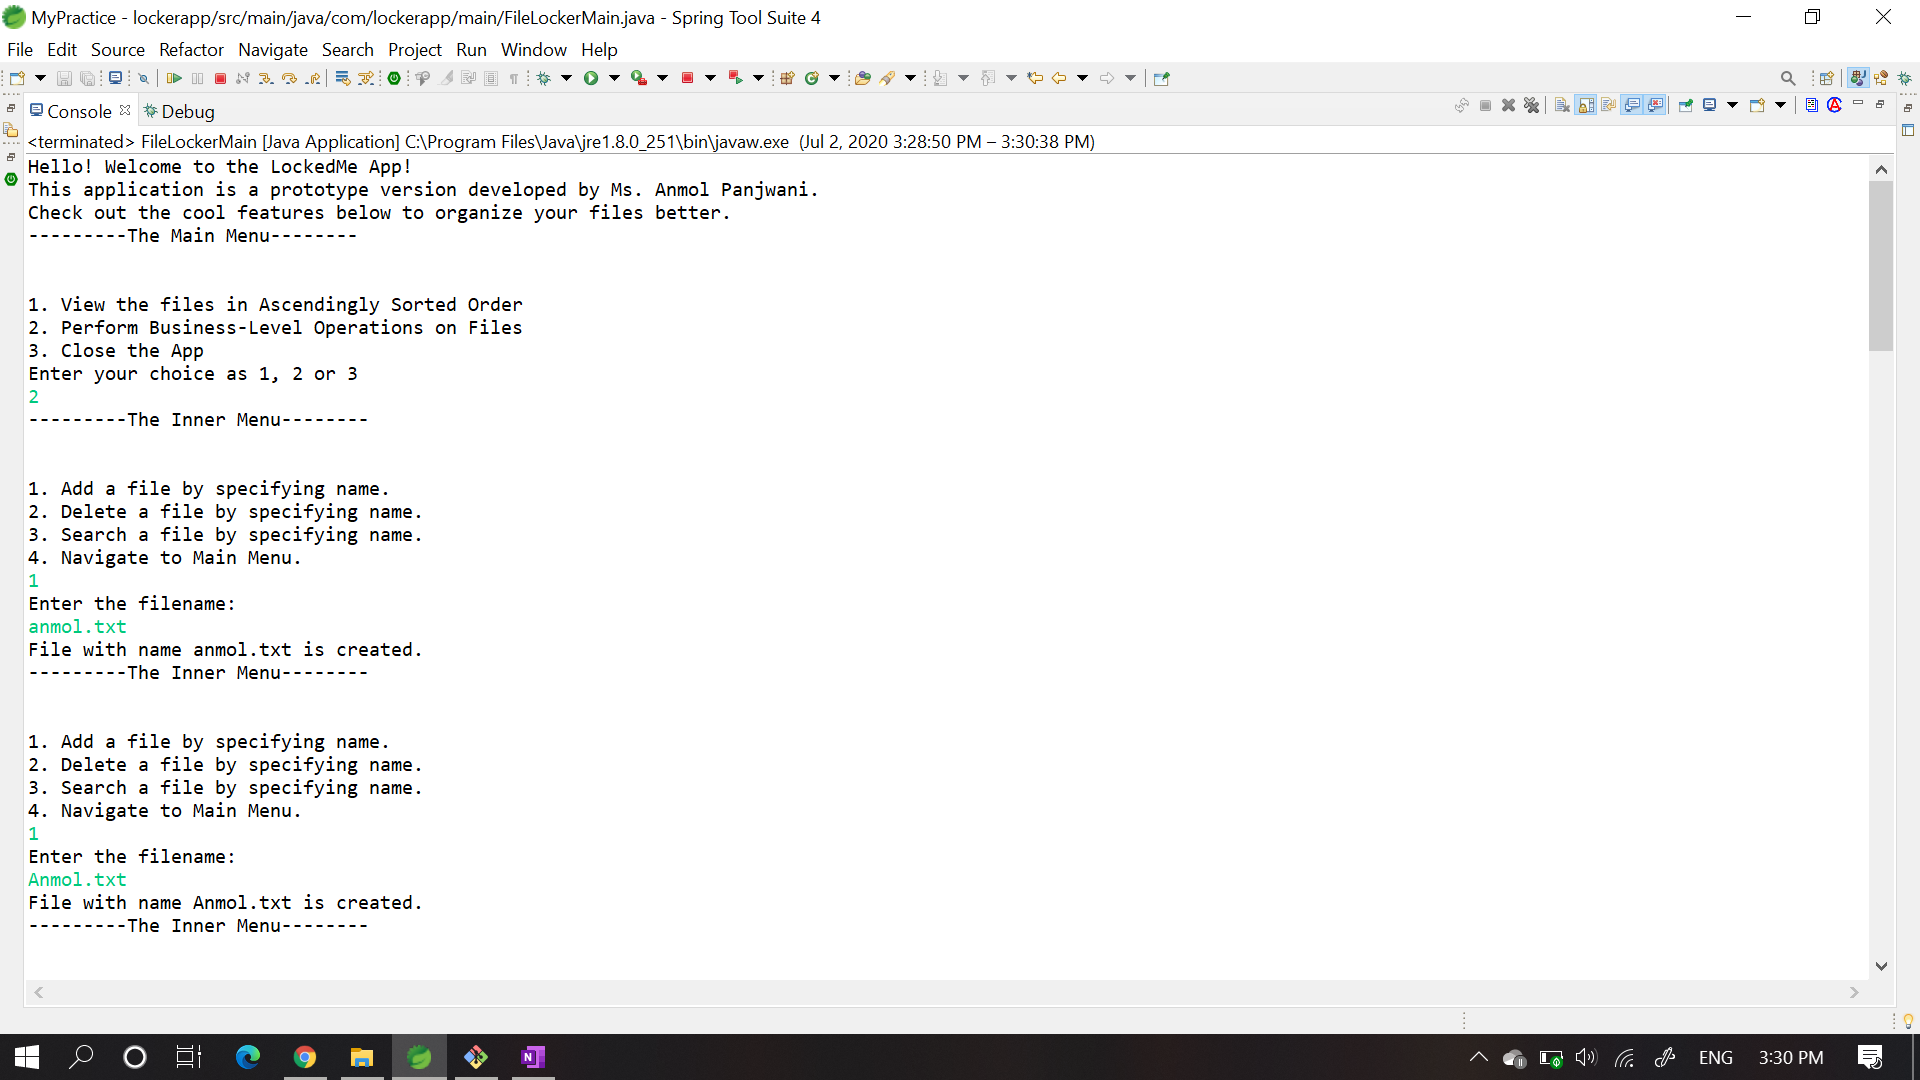 MyPractice - lockerapp/src/main/java/com/lockerapp/main/FileLockerMain.java - Spring Tool Suite 4
File Edit Source Refactor Navigate Search Project Run Window Help
Console Debug
<terminated> FileLockerMain [Java Application] C:\Program Files\Java\jre1.8.0_251\bin\javaw.exe (Jul 2, 2020 3:28:50 PM – 3:30:38 PM)
Hello! Welcome to the LockedMe App!
This application is a prototype version developed by Ms. Anmol Panjwani.
Check out the cool features below to organize your files better.
---------The Main Menu--------
1. View the files in Ascendingly Sorted Order
2. Perform Business-Level Operations on Files
3. Close the App
Enter your choice as 1, 2 or 3
2
---------The Inner Menu--------
1. Add a file by specifying name.
2. Delete a file by specifying name.
3. Search a file by specifying name.
4. Navigate to Main Menu.
1
Enter the filename:
anmol.txt
File with name anmol.txt is created.
---------The Inner Menu--------
1. Add a file by specifying name.
2. Delete a file by specifying name.
3. Search a file by specifying name.
4. Navigate to Main Menu.
1
Enter the filename:
Anmol.txt
File with name Anmol.txt is created.
---------The Inner Menu--------
ENG 3:30 PM